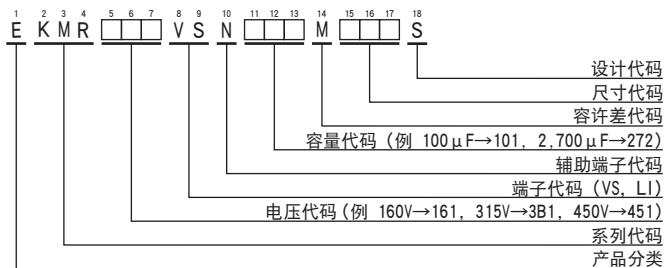 1 2 3 4 5 6 7 8 9 10 11 12 13 14 15 16 17 18
E KMR □□□ VS N □□□ M □□□ S
设计代码
尺寸代码
容许差代码
容量代码 (例 100μF→101, 2,700μF→272)
辅助端子代码
端子代码 (VS, LI)
电压代码 (例 160V→161, 315V→3B1, 450V→451)
系列代码
产品分类